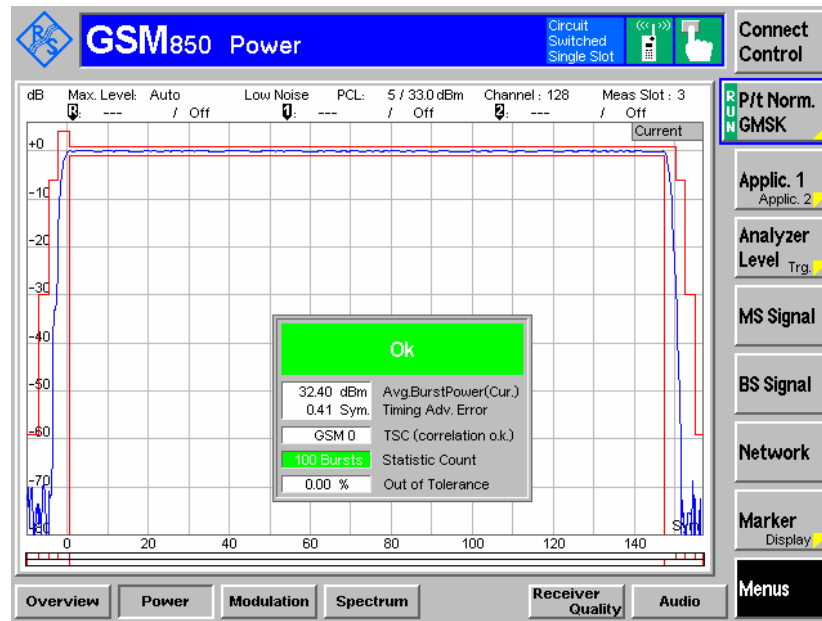 R&S
GSM850 Power
Circuit Switched Single Slot
Connect Control
dB Max. Level: Auto Low Noise PCL: 5 / 33.0 dBm Channel : 128 Meas Slot : 3
R: --- / Off 1: --- / Off 2: --- / Off
Current
RUN P/t Norm. GMSK
+0
-10
-20
-30
-40
-50
-60
-70
-80
Applic. 1
Applic. 2
Analyzer Level Trg.
MS Signal
BS Signal
Network
Marker
Display
Menus
Ok
32.40 dBm Avg.BurstPower(Cur.)
0.41 Sym. Timing Adv. Error
GSM 0 TSC (correlation o.k.)
100 Bursts Statistic Count
0.00 % Out of Tolerance
Sym
0 20 40 60 80 100 120 140
Overview Power Modulation Spectrum Receiver Quality Audio